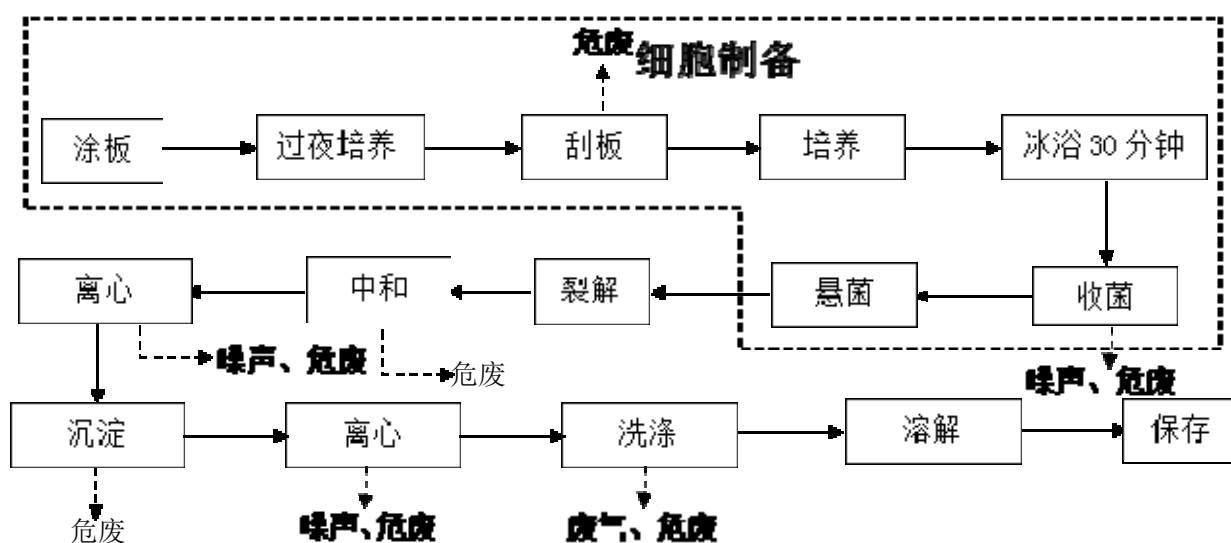 危废
细胞制备
涂板
过夜培养
刮板
培养
冰浴30分钟
离心
中和
裂解
悬菌
收菌
噪声、危废
危废
噪声、危废
沉淀
离心
洗涤
溶解
保存
危废
噪声、危废
废气、危废